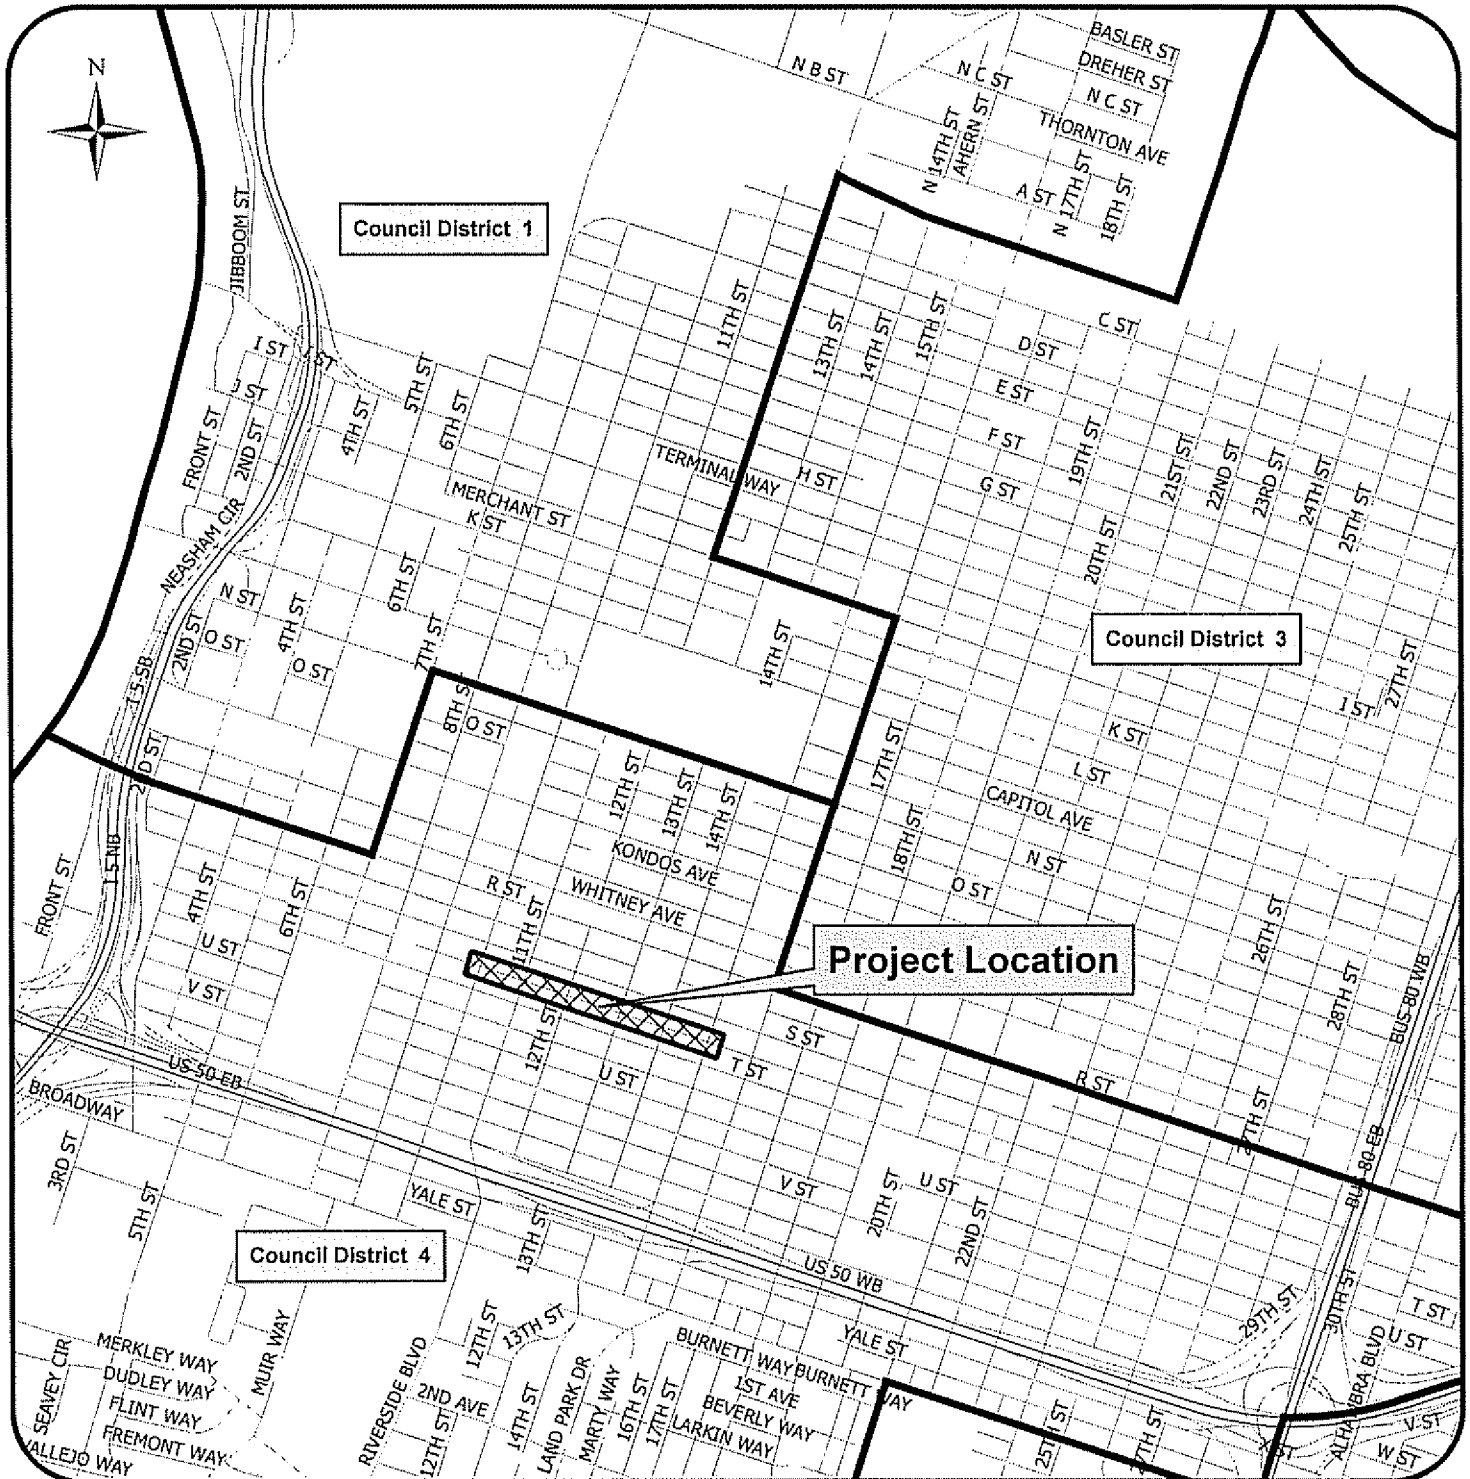 N
BASLER ST
DREHER ST
N B ST
N C ST
N C ST
THORNTON AVE
N 14TH ST
AHERN ST
A ST
N 17TH ST
18TH ST
JIBBOOM ST
Council District 1
11TH ST
13TH ST
14TH ST
15TH ST
C ST
D ST
E ST
F ST
G ST
H ST
I ST
I ST
J ST
5TH ST
4TH ST
6TH ST
FRONT ST
2ND ST
19TH ST
21ST ST
22ND ST
23RD ST
24TH ST
25TH ST
TERMINAL WAY
MERCHANT ST
K ST
NEASHAM CIR
20TH ST
6TH ST
N ST
4TH ST
7TH ST
2ND ST
O ST
O ST
14TH ST
Council District 3
I 5 SB
8TH S
O ST
27TH ST
I ST
17TH ST
K ST
2ND ST
12TH ST
13TH ST
14TH ST
L ST
CAPITOL AVE
18TH ST
KONDOS AVE
N ST
I 5 NB
FRONT ST
4TH ST
6TH ST
R ST
WHITNEY AVE
O ST
11TH ST
26TH ST
U ST
Project Location
V ST
28TH ST
BUS 80 WB
12TH ST
S ST
T ST
U ST
US 50 EB
R ST
BROADWAY
27TH ST
3RD ST
BUS 80 EB
5TH ST
YALE ST
V ST
20TH ST
U ST
22ND ST
13TH ST
Council District 4
US 50 WB
29TH ST
30TH ST
T ST
U ST
MUIR WAY
12TH ST
13TH ST
YALE ST
MERKLEY WAY
BURNETT WAY
BURNETT WAY
DUDLEY WAY
SEAVEY CIR
RIVERSIDE BLVD
2ND AVE
LAND PARK DR
MARTY WAY
1ST AVE
ALHAMBRA BLVD
FLINT WAY
14TH ST
16TH ST
17TH ST
BEVERLY WAY
V ST
FREMONT WAY
12TH ST
LARKIN WAY
25TH ST
27TH ST
X ST
W ST
VALLEJO WAY